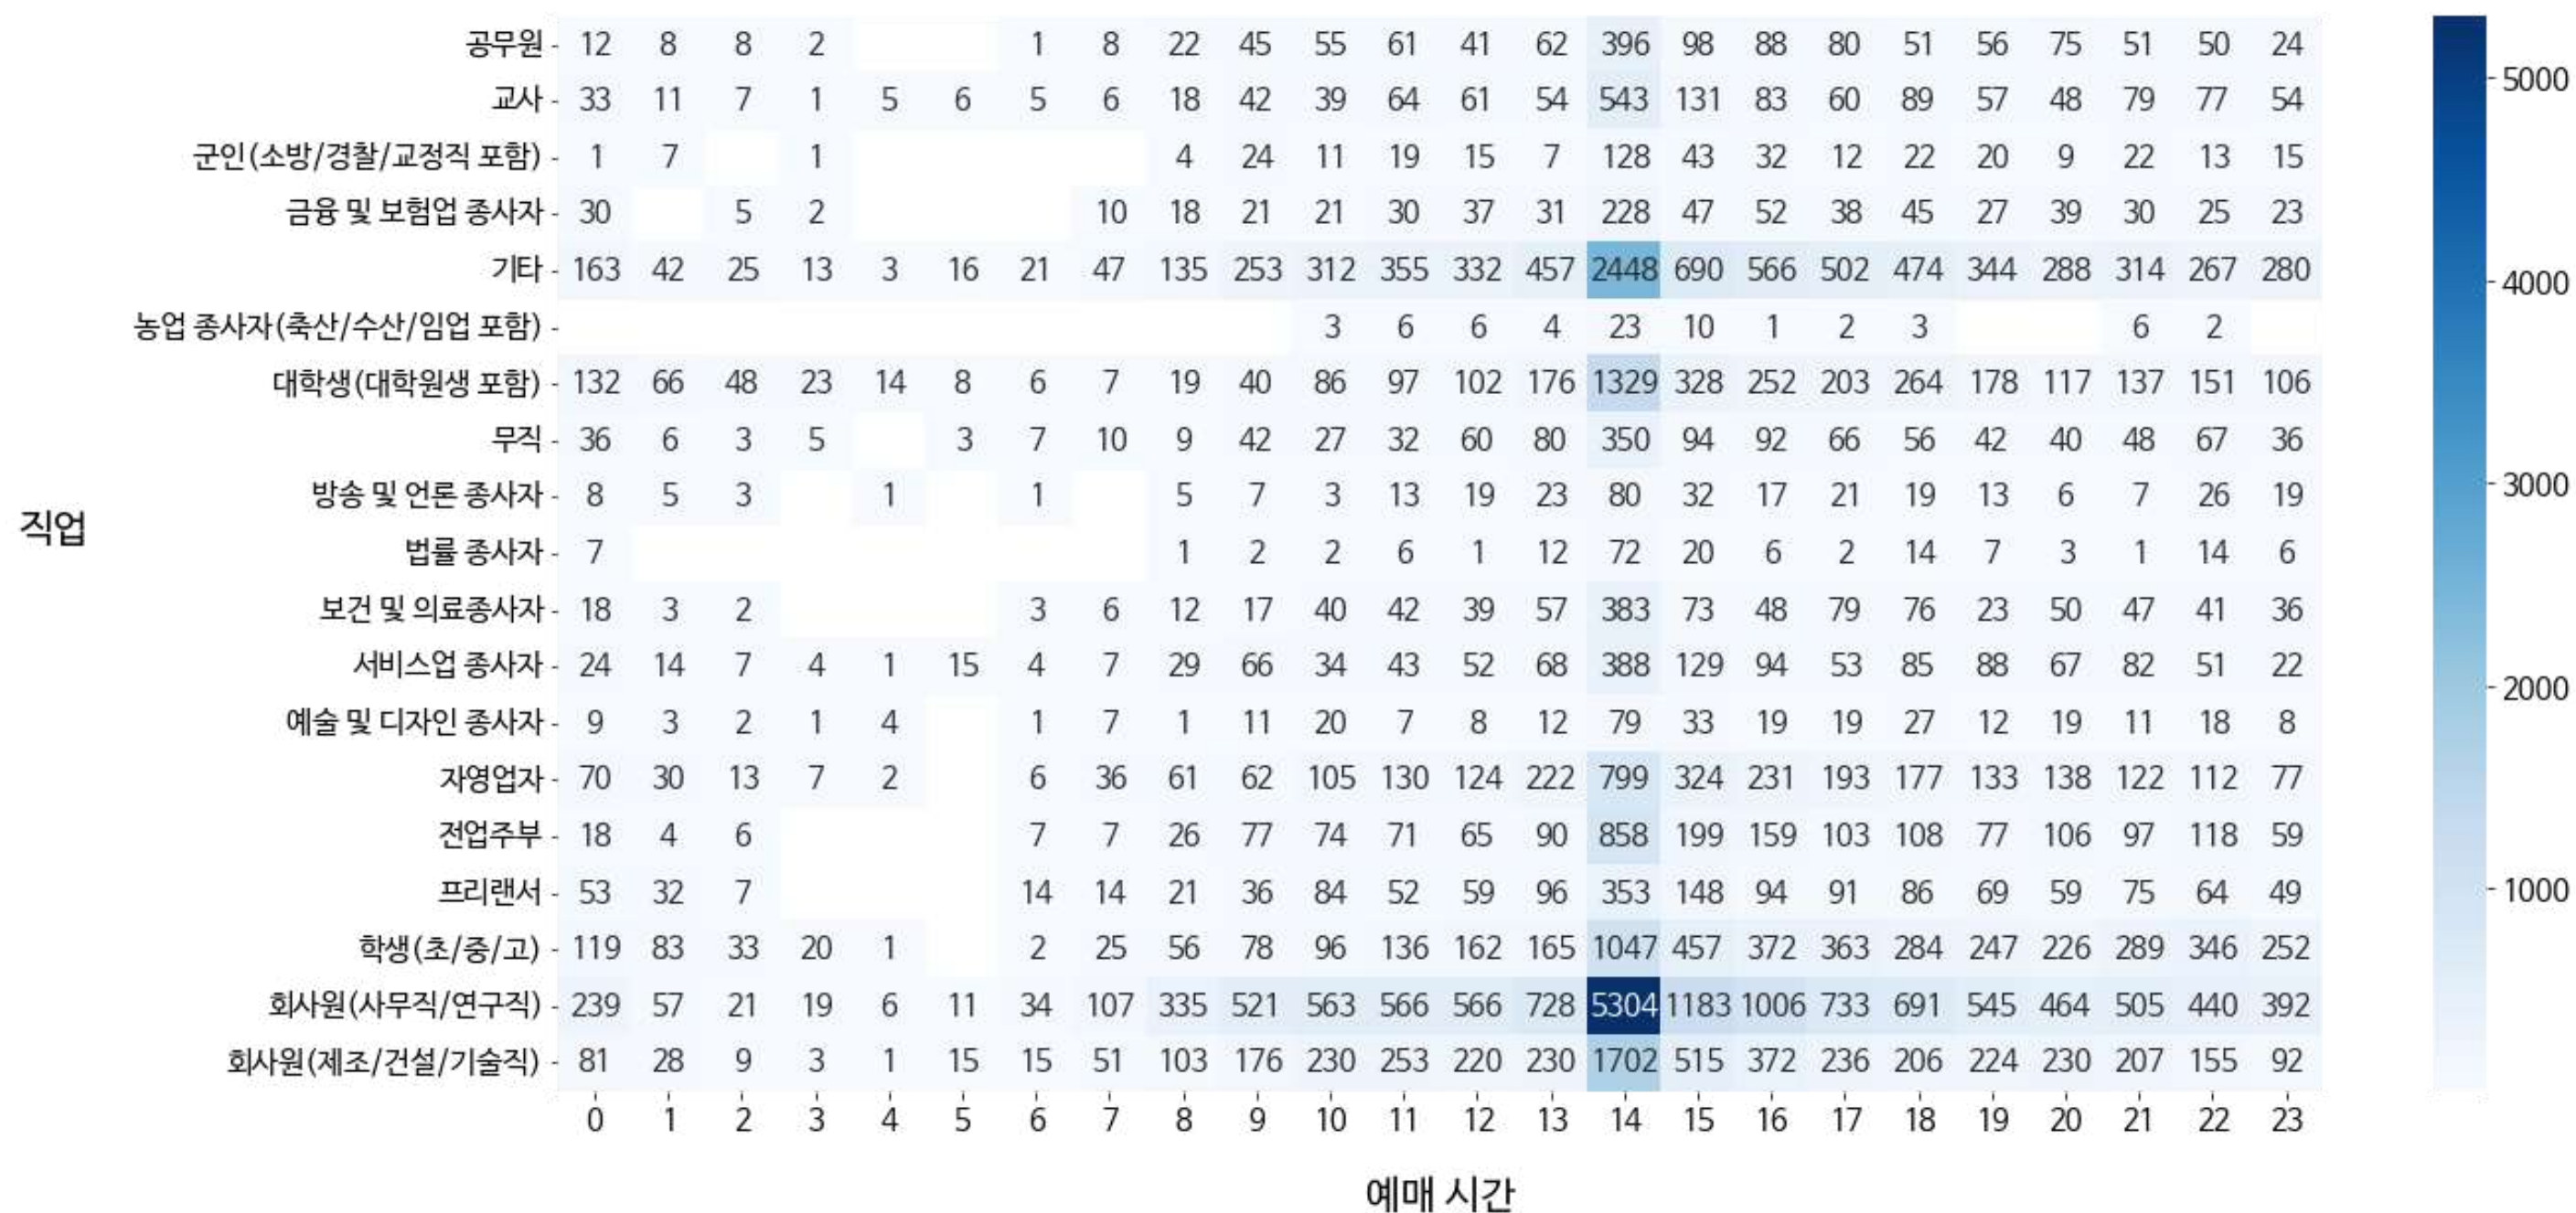 공무원 12 8 8 2 1 8 22 45 55 61 41 62 396 98 88 80 51 56 75 51 50 24
5000
교사 33 11 7 1 5 6 5 6 18 42 39 64 61 54 543 131 83 60 89 57 48 79 77 54
군인(소방/경찰/교정직 포함) 1 7 1 4 24 11 19 15 7 128 43 32 12 22 20 9 22 13 15
금융 및 보험업 종사자 30 5 2 10 18 21 21 30 37 31 228 47 52 38 45 27 39 30 25 23
기타 163 42 25 13 3 16 21 47 135 253 312 355 332 457 2448 690 566 502 474 344 288 314 267 280
4000
농업 종사자(축산/수산/임업 포함) 3 6 6 4 23 10 1 2 3 6 2
대학생(대학원생 포함) 132 66 48 23 14 8 6 7 19 40 86 97 102 176 1329 328 252 203 264 178 117 137 151 106
무직 36 6 3 5 3 7 10 9 42 27 32 60 80 350 94 92 66 56 42 40 48 67 36
방송 및 언론 종사자 8 5 3 1 1 5 7 3 13 19 23 80 32 17 21 19 13 6 7 26 19
3000
직업
법률 종사자 7 1 2 2 6 1 12 72 20 6 2 14 7 3 1 14 6
보건 및 의료종사자 18 3 2 3 6 12 17 40 42 39 57 383 73 48 79 76 23 50 47 41 36
서비스업 종사자 24 14 7 4 1 15 4 7 29 66 34 43 52 68 388 129 94 53 85 88 67 82 51 22
2000
예술 및 디자인 종사자 9 3 2 1 4 1 7 1 11 20 7 8 12 79 33 19 19 27 12 19 11 18 8
자영업자 70 30 13 7 2 6 36 61 62 105 130 124 222 799 324 231 193 177 133 138 122 112 77
전업주부 18 4 6 7 7 26 77 74 71 65 90 858 199 159 103 108 77 106 97 118 59
프리랜서 53 32 7 14 14 21 36 84 52 59 96 353 148 94 91 86 69 59 75 64 49
1000
학생(초/중/고) 119 83 33 20 1 2 25 56 78 96 136 162 165 1047 457 372 363 284 247 226 289 346 252
회사원(사무직/연구직) 239 57 21 19 6 11 34 107 335 521 563 566 566 728 5304 1183 1006 733 691 545 464 505 440 392
회사원(제조/건설/기술직) 81 28 9 3 1 15 15 51 103 176 230 253 220 230 1702 515 372 236 206 224 230 207 155 92
0 1 2 3 4 5 6 7 8 9 10 11 12 13 14 15 16 17 18 19 20 21 22 23
예매 시간